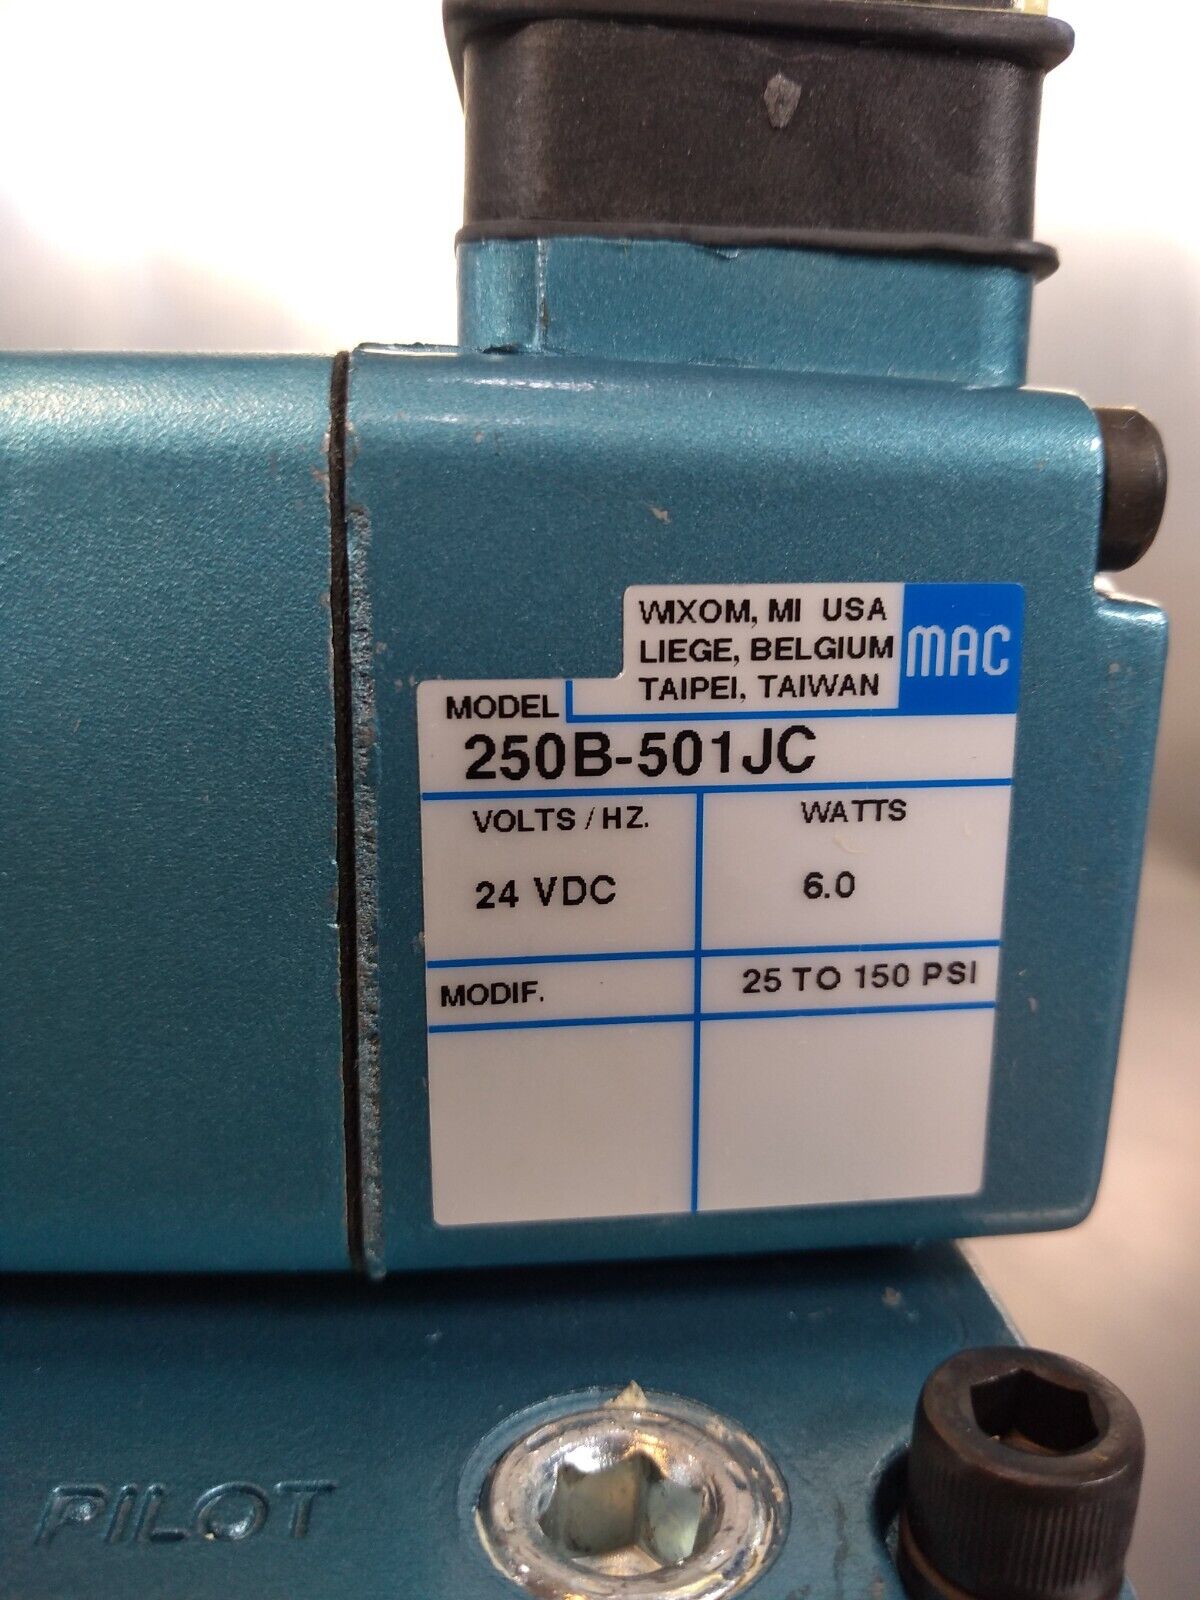 WIXOM, MI USA
LIEGE, BELGIUM
TAIPEI, TAIWAN
MAC
MODEL
250B-501JC
VOLTS / HZ.
WATTS
24 VDC
6.0
MODIF.
25 TO 150 PSI
PILOT